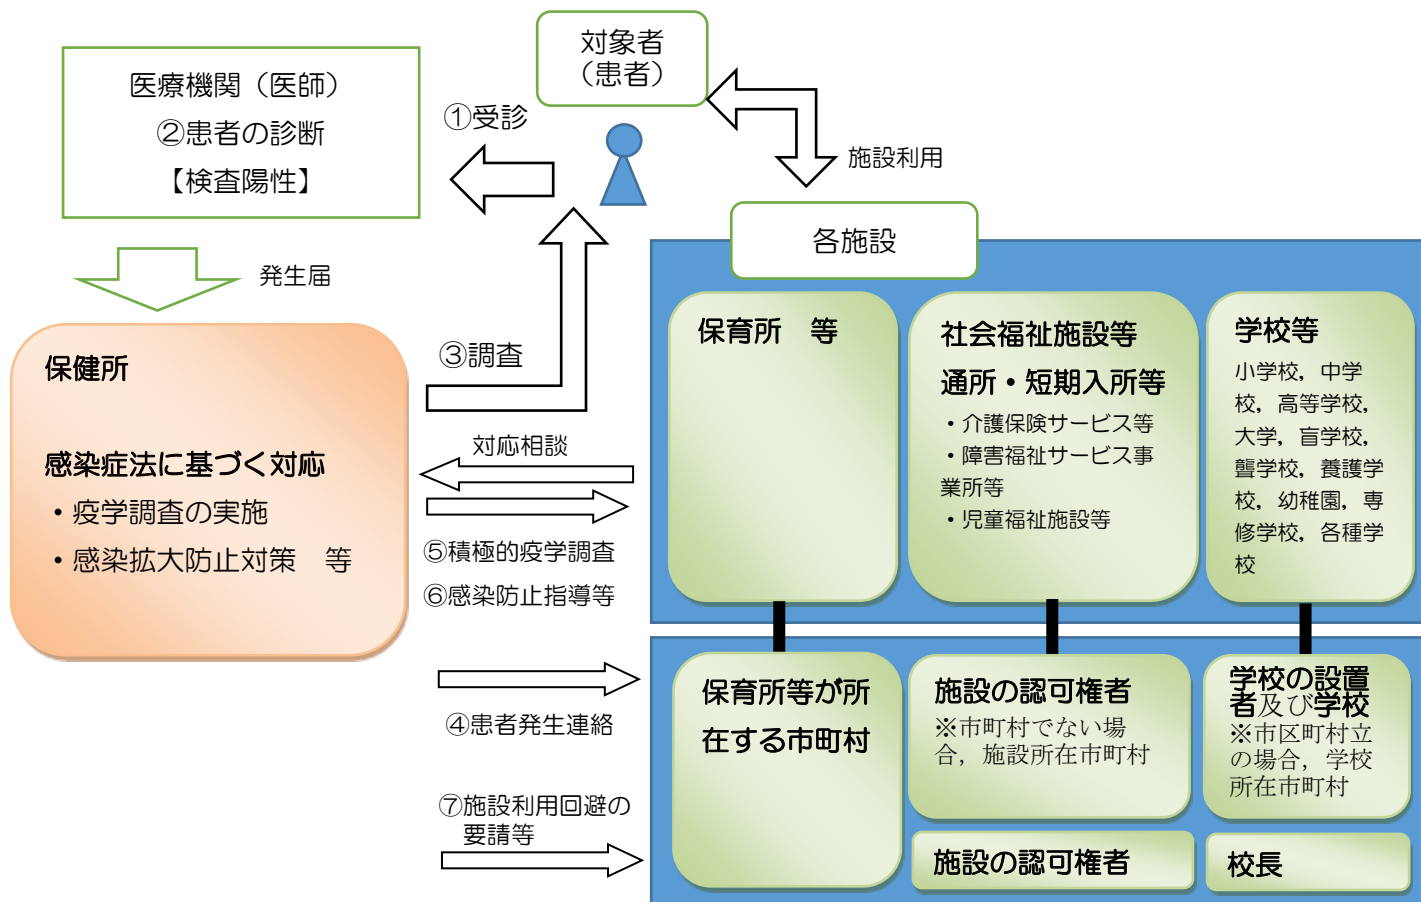 対象者
（患者）
医療機関（医師）
②患者の診断
【検査陽性】
①受診
施設利用
各施設
発生届
保健所
感染症法に基づく対応
・疫学調査の実施
・感染拡大防止対策　等
③調査
対応相談
⑤積極的疫学調査
⑥感染防止指導等
④患者発生連絡
⑦施設利用回避の
要請等
保育所　等
社会福祉施設等
通所・短期入所等
・介護保険サービス等
・障害福祉サービス事
業所等
・児童福祉施設等
学校等
小学校，中学
校，高等学校，
大学，盲学校，
聾学校，養護学
校，幼稚園，専
修学校，各種学
校
保育所等が所
在する市町村
施設の認可権者
※市町村でない場
合，施設所在市町村
学校の設置
者及び学校
※市区町村立
の場合，学校
所在市町村
施設の認可権者
校長